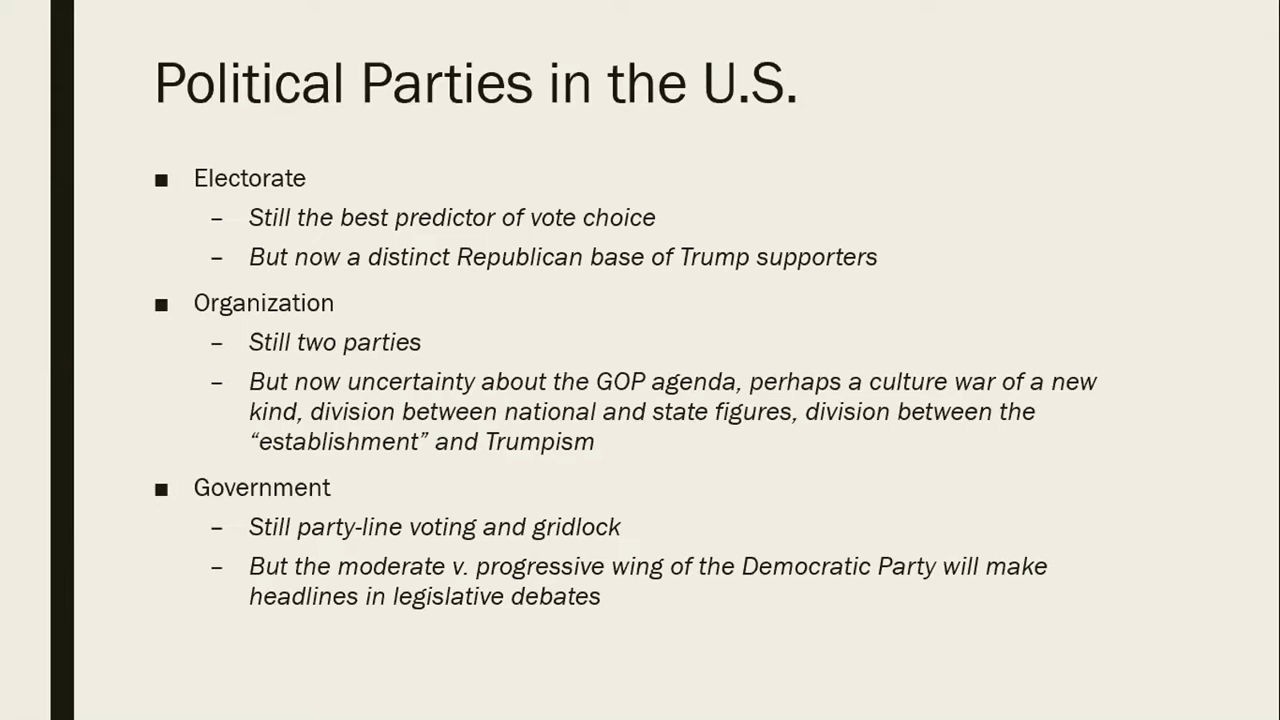 Political Parties in the U.S.
■ Electorate
– Still the best predictor of vote choice
– But now a distinct Republican base of Trump supporters
■ Organization
– Still two parties
– But now uncertainty about the GOP agenda, perhaps a culture war of a new
kind, division between national and state figures, division between the
“establishment” and Trumpism
■ Government
– Still party-line voting and gridlock
– But the moderate v. progressive wing of the Democratic Party will make
headlines in legislative debates